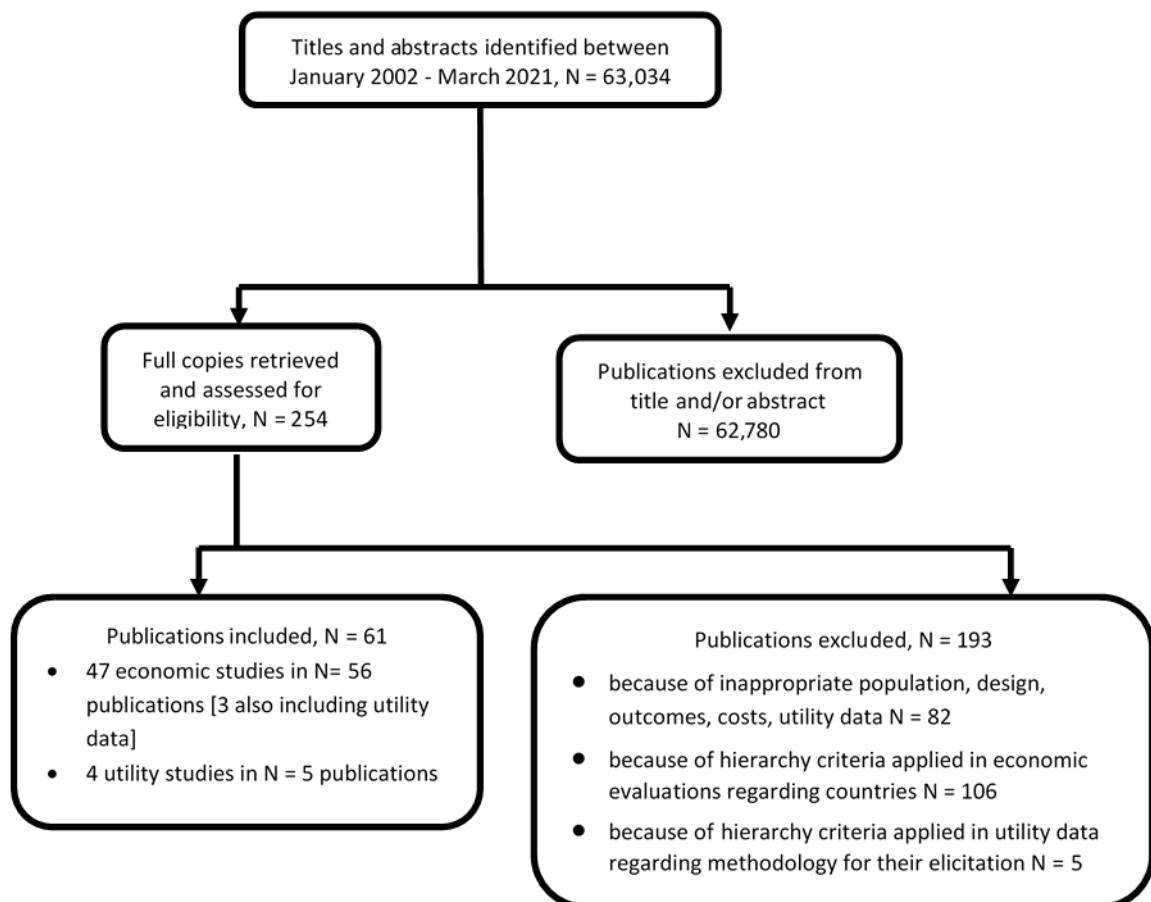 Titles and abstracts identified between
January 2002 - March 2021, N = 63,034
Full copies retrieved
and assessed for
eligibility, N = 254
Publications excluded from
title and/or abstract
N = 62,780
Publications included, N = 61
• 47 economic studies in N= 56
publications [3 also including utility
data]
• 4 utility studies in N = 5 publications
Publications excluded, N = 193
• because of inappropriate population, design,
outcomes, costs, utility data N = 82
• because of hierarchy criteria applied in economic
evaluations regarding countries N = 106
• because of hierarchy criteria applied in utility data
regarding methodology for their elicitation N = 5